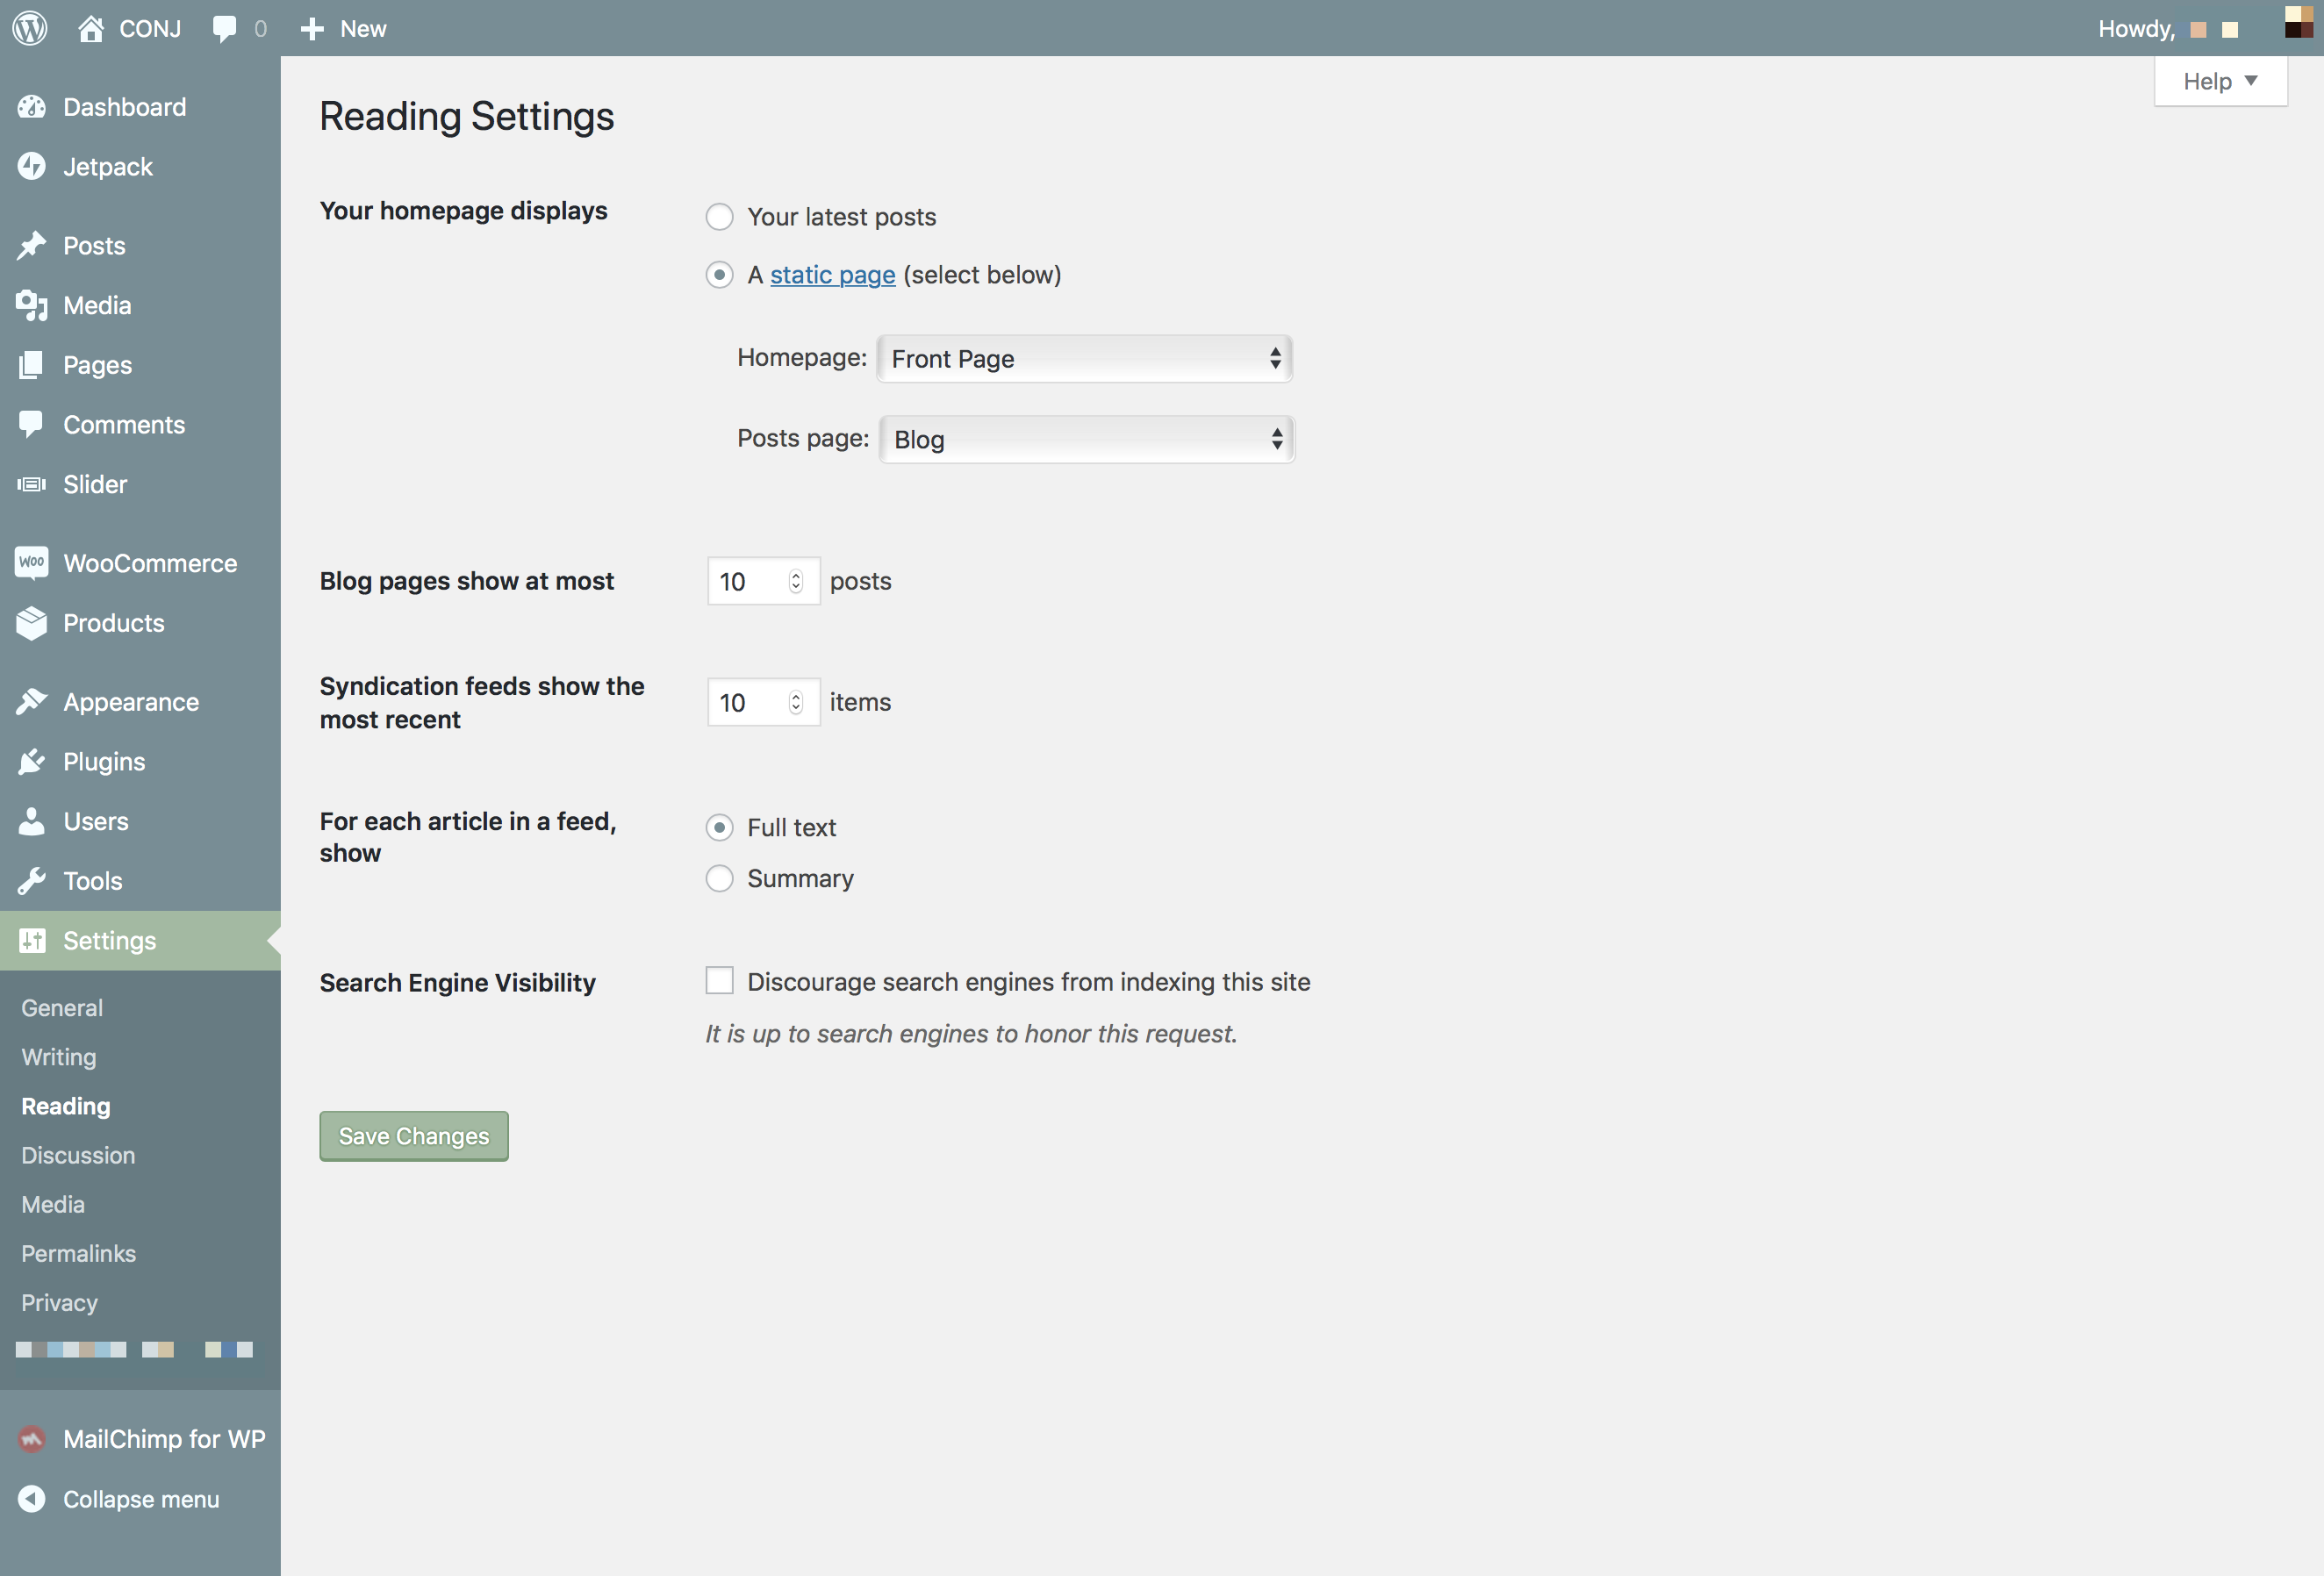 CONJ 0 New Howdy,
Help
Dashboard
Jetpack
Posts
Media
Pages
Comments
Slider
Woo WooCommerce
Products
Appearance
Plugins
Users
Tools
Settings
General
Writing
Reading
Discussion
Media
Permalinks
Privacy
MailChimp for WP
Collapse menu
Reading Settings
Your homepage displays
Your latest posts
A static page (select below)
Homepage: Front Page
Posts page: Blog
Blog pages show at most 10 posts
Syndication feeds show the
most recent
10 items
For each article in a feed,
show
Full text
Summary
Search Engine Visibility Discourage search engines from indexing this site
It is up to search engines to honor this request.
Save Changes